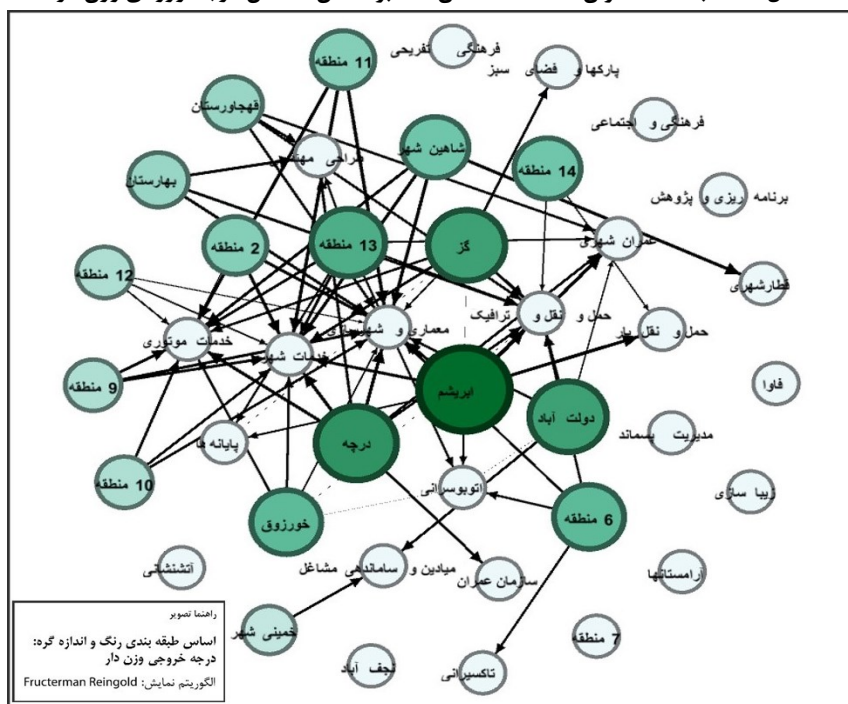 فرهنگی تفریحی
11 منطقه
پارکها و فضای سبز
قهجاورستان
فرهنگی و اجتماعی
شاهین شهر
14 منطقه
بهارستان
برنامه ریزی و پژوهش
عمران شهری
2 منطقه
13 منطقه
گز
12 منطقه
قطارشهری
حمل و نقل و ترافیک
معماری و شهرسازی
خدمات موتوری
خدمات شهر
حمل و نقل بار
9 منطقه
ابریشم
فاوا
دولت آباد
درچه
پایانه ها
مدیریت پسماند
10 منطقه
اتوبوسرانی
زیبا سازی
خورزوق
6 منطقه
آتشنشانی
میادین و ساماندهی مشاغل
سازمان عمران
آرامستانها
خمینی شهر
7 منطقه
نجف آباد
تاکسیرانی
راهنما تصویر
اساس طبقه بندی رنگ و اندازه گره:
درجه خروجی وزن دار
الگوریتم نمایش: Fructerman Reingold